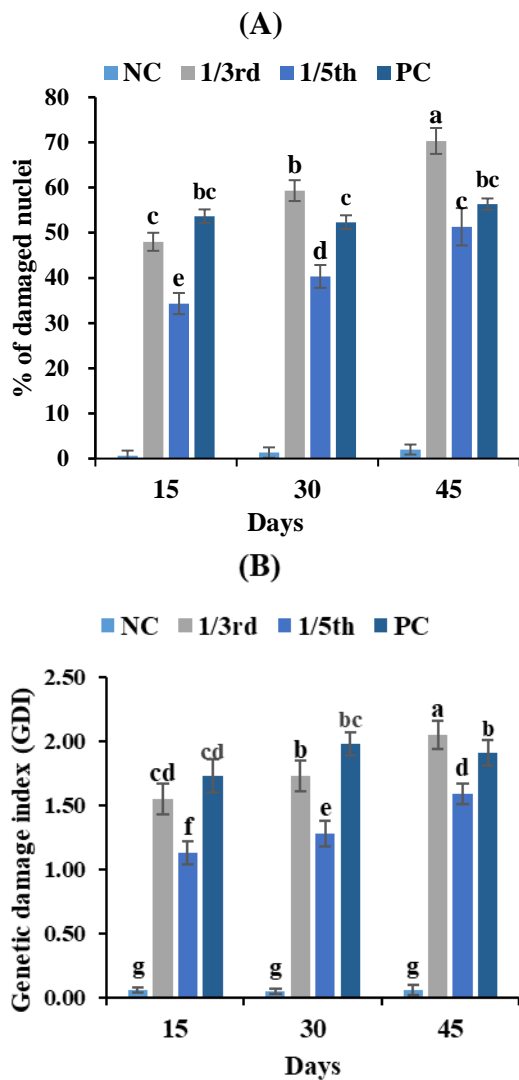 (A)
NC 1/3rd 1/5th PC
80
70
60
50
40
30
20
10
0
% of damaged nuclei
c e bc
b d c
a c bc
15 30 45
Days
(B)
NC 1/3rd 1/5th PC
2.50
2.00
1.50
1.00
0.50
0.00
Genetic damage index (GDI)
g cd f cd
g b e bc
g a d b
15 30 45
Days